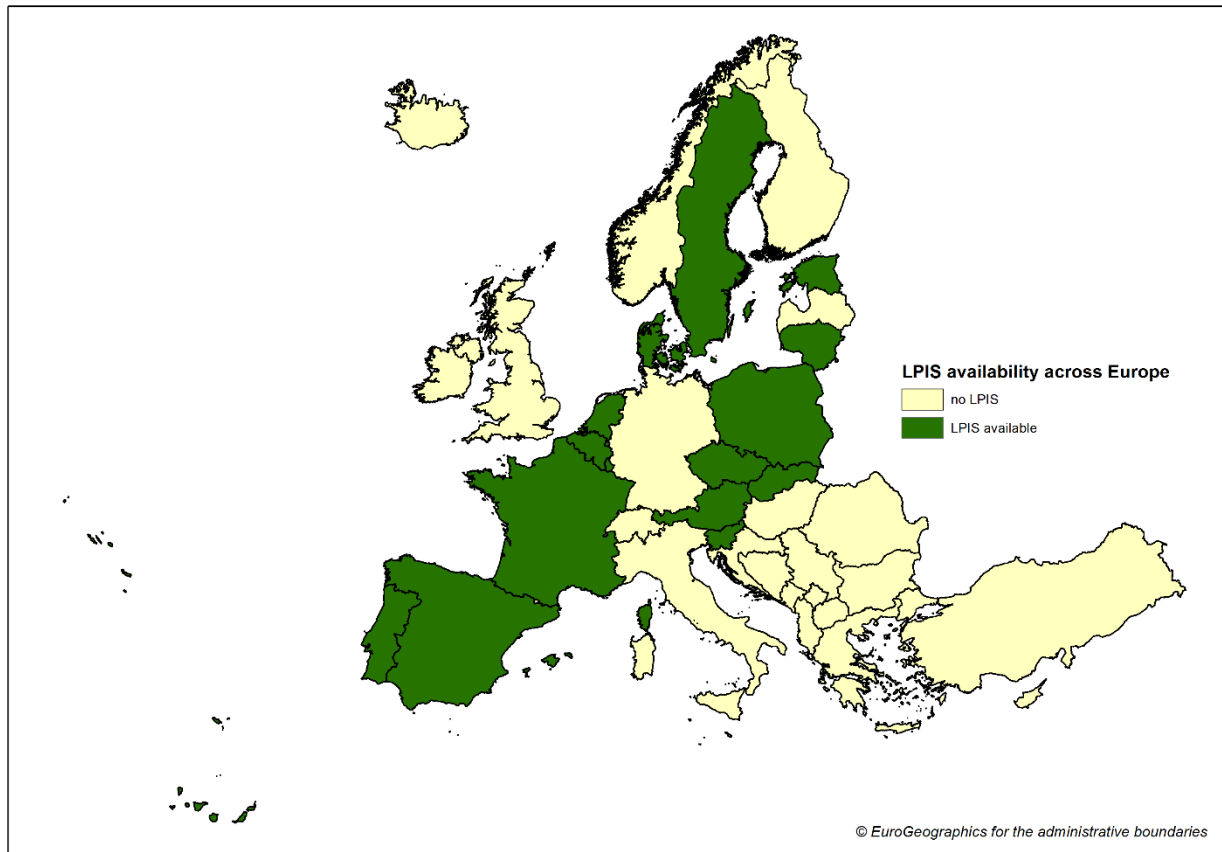 LPIS availability across Europe
no LPIS
LPIS available
© EuroGeographics for the administrative boundaries